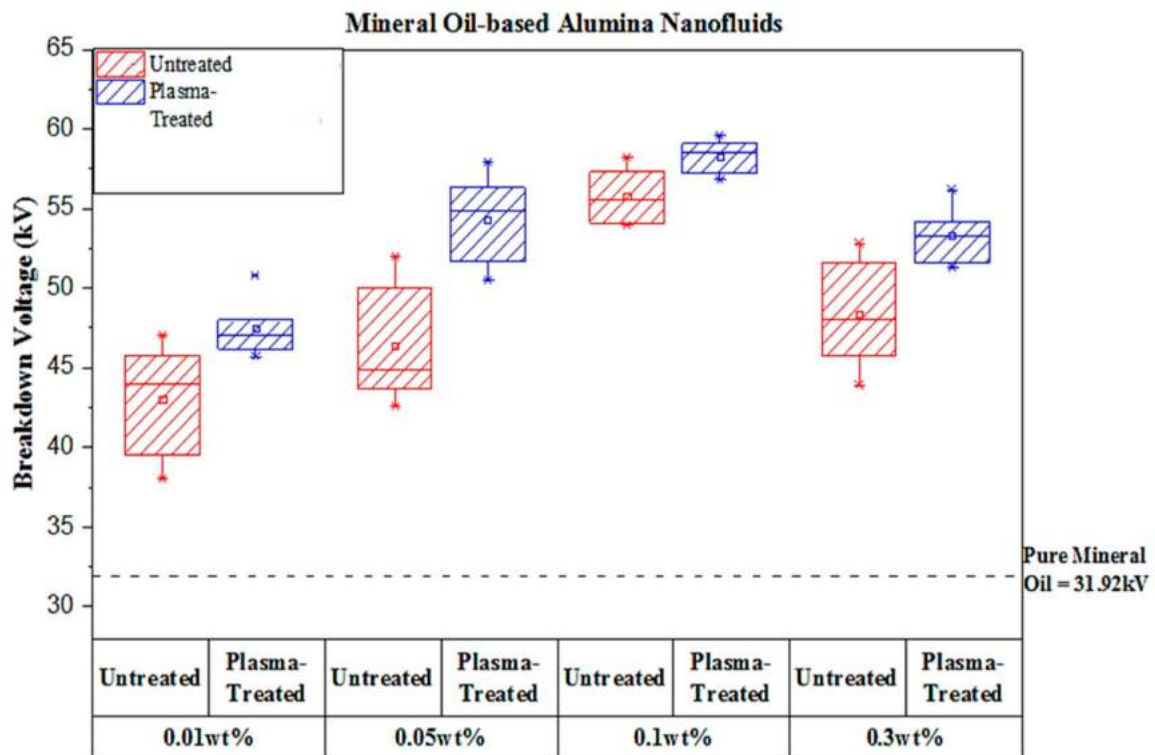 Mineral Oil-based Alumina Nanofluids
65
60
55
50
45
40
35
30
Breakdown Voltage (kV)
Untreated
Plasma-
Treated
Pure Mineral
Oil = 31.92kV
Untreated
Plasma-
Treated
Untreated
Plasma-
Treated
Untreated
Plasma-
Treated
Untreated
Plasma-
Treated
0.01wt%
0.05wt%
0.1wt%
0.3wt%